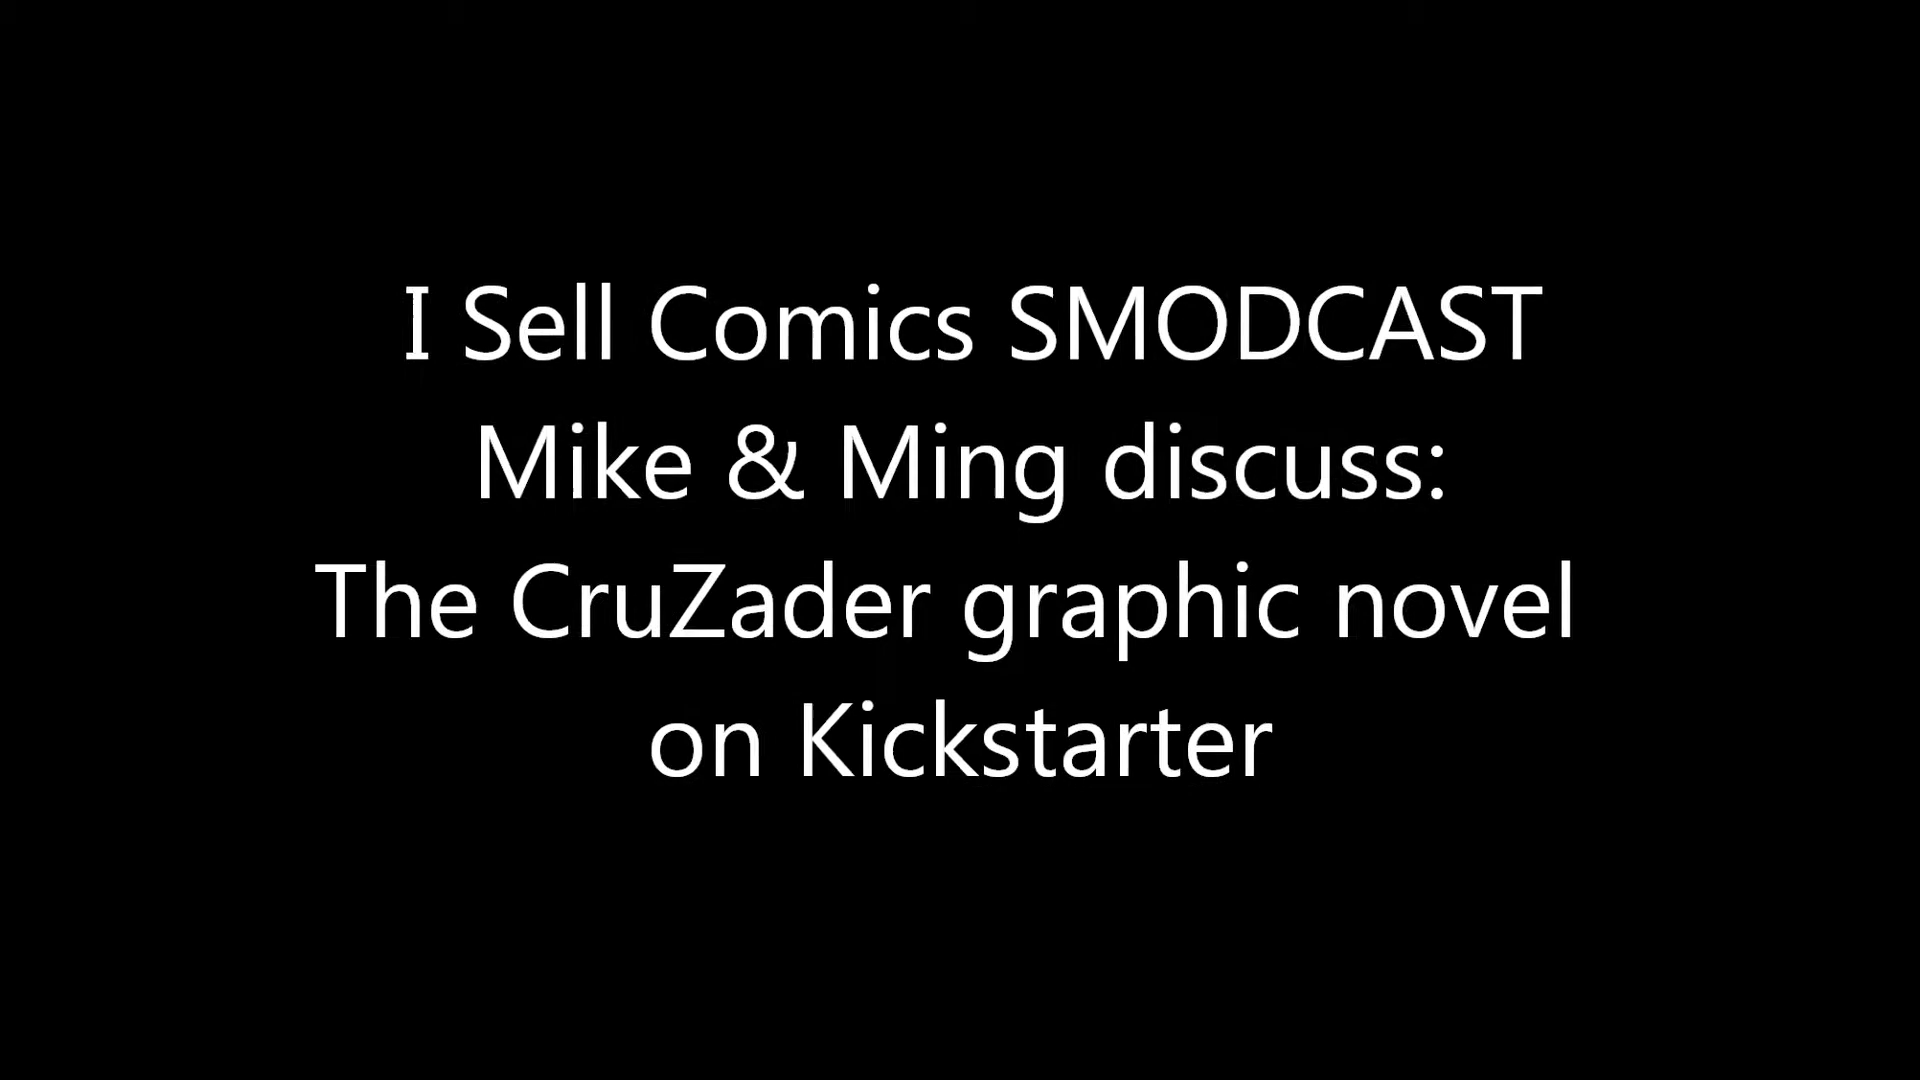 I Sell Comics SMODCAST
Mike & Ming discuss:
The CruZader graphic novel
on Kickstarter